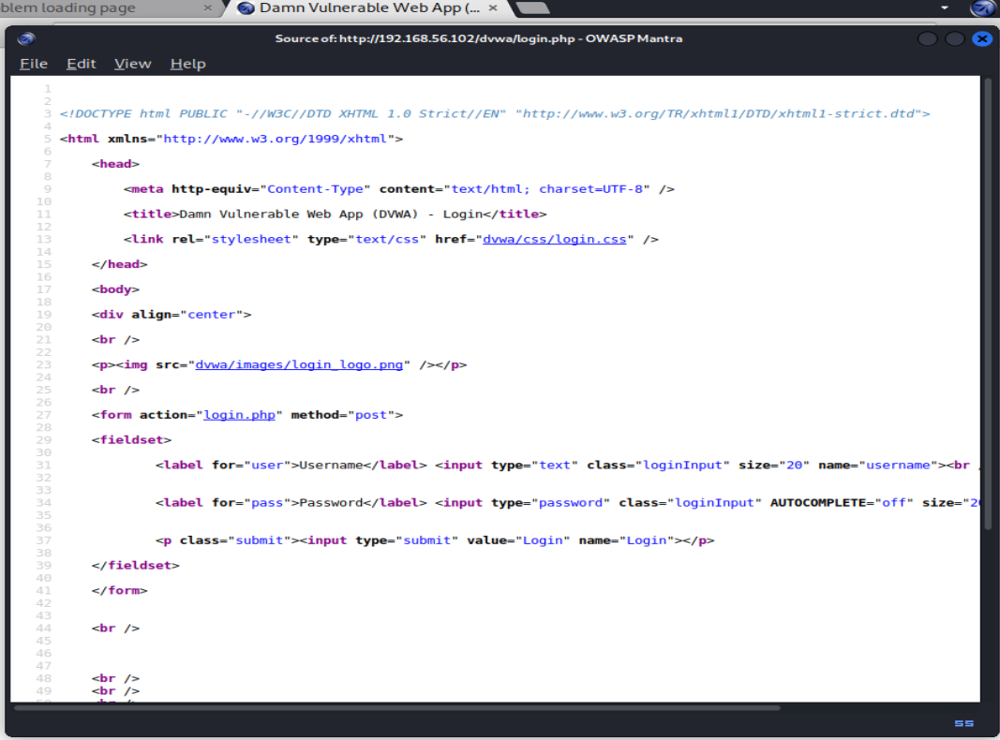 blem loading page × Damn Vulnerable Web App (... ×
Source of: http://192.168.56.102/dvwa/login.php - OWASP Mantra
File Edit View Help
1
2
3 <!DOCTYPE html PUBLIC "-//W3C//DTD XHTML 1.0 Strict//EN" "http://www.w3.org/TR/xhtml1/DTD/xhtml1-strict.dtd">
4
5 <html xmlns="http://www.w3.org/1999/xhtml">
6
7 <head>
8
9 <meta http-equiv="Content-Type" content="text/html; charset=UTF-8" />
10
11 <title>Damn Vulnerable Web App (DVWA) - Login</title>
12
13 <link rel="stylesheet" type="text/css" href="dvwa/css/login.css" />
14
15 </head>
16
17 <body>
18
19 <div align="center">
20
21 <br />
22
23 <p><img src="dvwa/images/login_logo.png" /></p>
24
25 <br />
26
27 <form action="login.php" method="post">
28
29 <fieldset>
30
31 <label for="user">Username</label> <input type="text" class="loginInput" size="20" name="username"><br
32
33
34 <label for="pass">Password</label> <input type="password" class="loginInput" AUTOCOMPLETE="off" size="2
35
36
37 <p class="submit"><input type="submit" value="Login" name="Login"></p>
38
39 </fieldset>
40
41 </form>
42
43
44 <br />
45
46
47
48 <br />
49 <br />